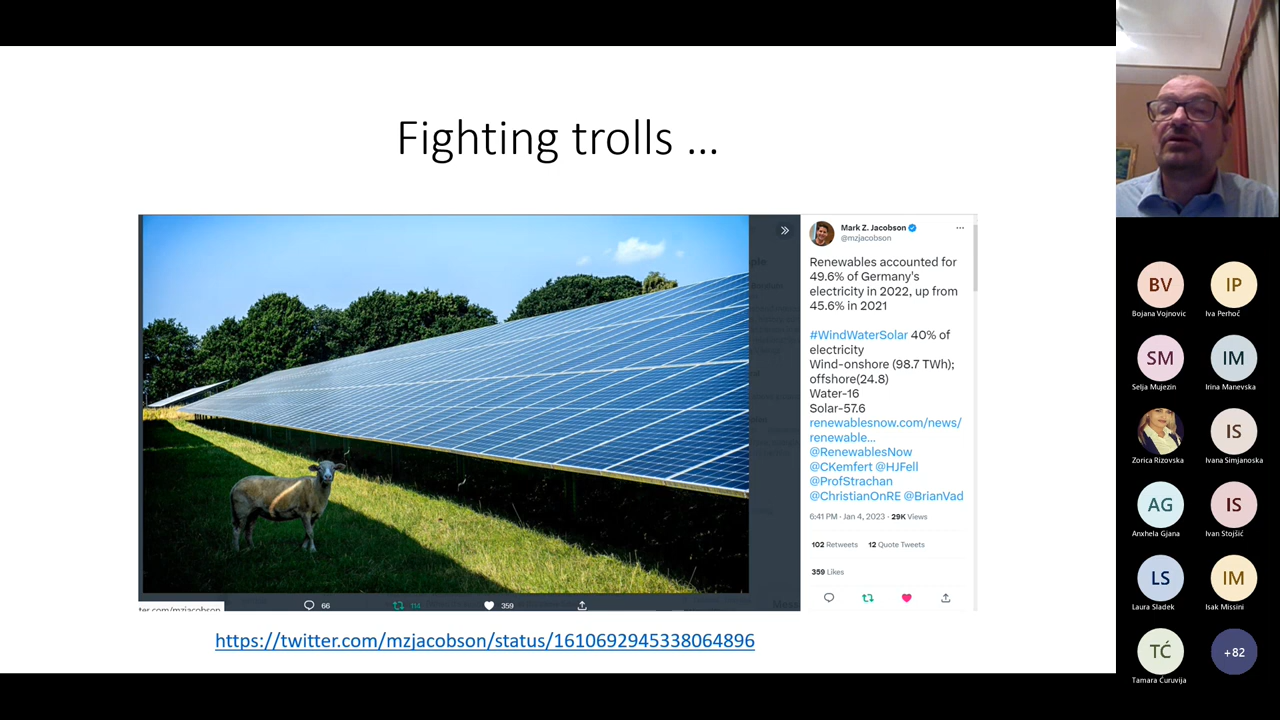 Fighting trolls ...
Mark Z. Jacobson
@mzjacobson
Renewables accounted for
49.6% of Germany's
electricity in 2022, up from
45.6% in 2021
#WindWaterSolar 40% of
electricity
Wind-onshore (98.7 TWh);
offshore(24.8)
Water-16
Solar-57.6
renewablesnow.com/news/
renewable...
@RenewablesNow
@CKemfert @HJFell
@ProfStrachan
@ChristianOnRE @BrianVad
6:41 PM · Jan 4, 2023 · 29K Views
102 Retweets 12 Quote Tweets
359 Likes
ter.com/mzjacobson
66 114 359
https://twitter.com/mzjacobson/status/1610692945338064896
BV IP
Bojana Vojnovic Iva Perhoč
SM IM
Selja Mujezin Irina Manevska
IS
Zorica Rizovska Ivana Simjanoska
AG IS
Anxhela Gjana Ivan Stojšić
LS IM
Laura Sladek Isak Missini
TĆ +82
Tamara Ćuruvija